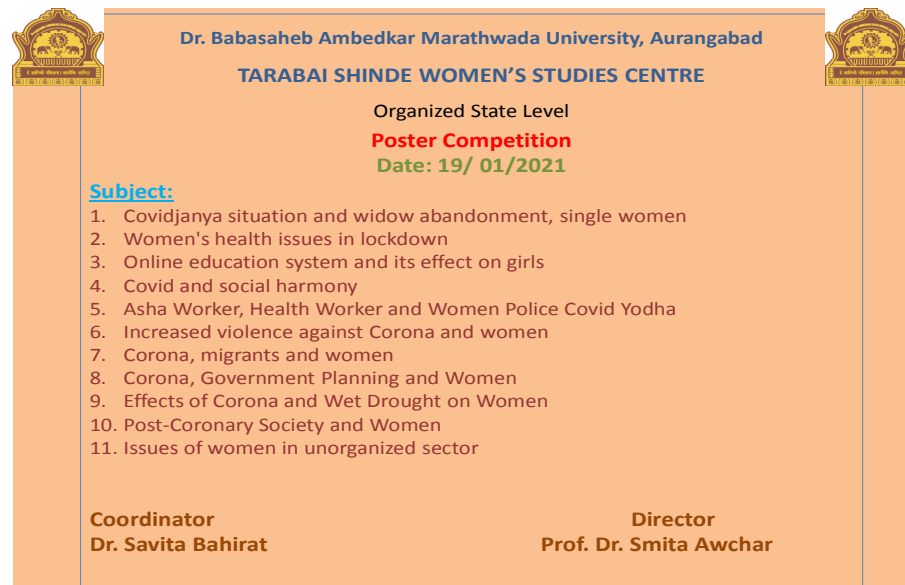 Dr. Babasaheb Ambedkar Marathwada University, Aurangabad
TARABAI SHINDE WOMEN'S STUDIES CENTRE
Organized State Level
Poster Competition
Date: 19/ 01/2021
Subject:
1. Covidjanya situation and widow abandonment, single women
2. Women's health issues in lockdown
3. Online education system and its effect on girls
4. Covid and social harmony
5. Asha Worker, Health Worker and Women Police Covid Yodha
6. Increased violence against Corona and women
7. Corona, migrants and women
8. Corona, Government Planning and Women
9. Effects of Corona and Wet Drought on Women
10. Post-Coronary Society and Women
11. Issues of women in unorganized sector
Coordinator Director
Dr. Savita Bahirat Prof. Dr. Smita Awchar